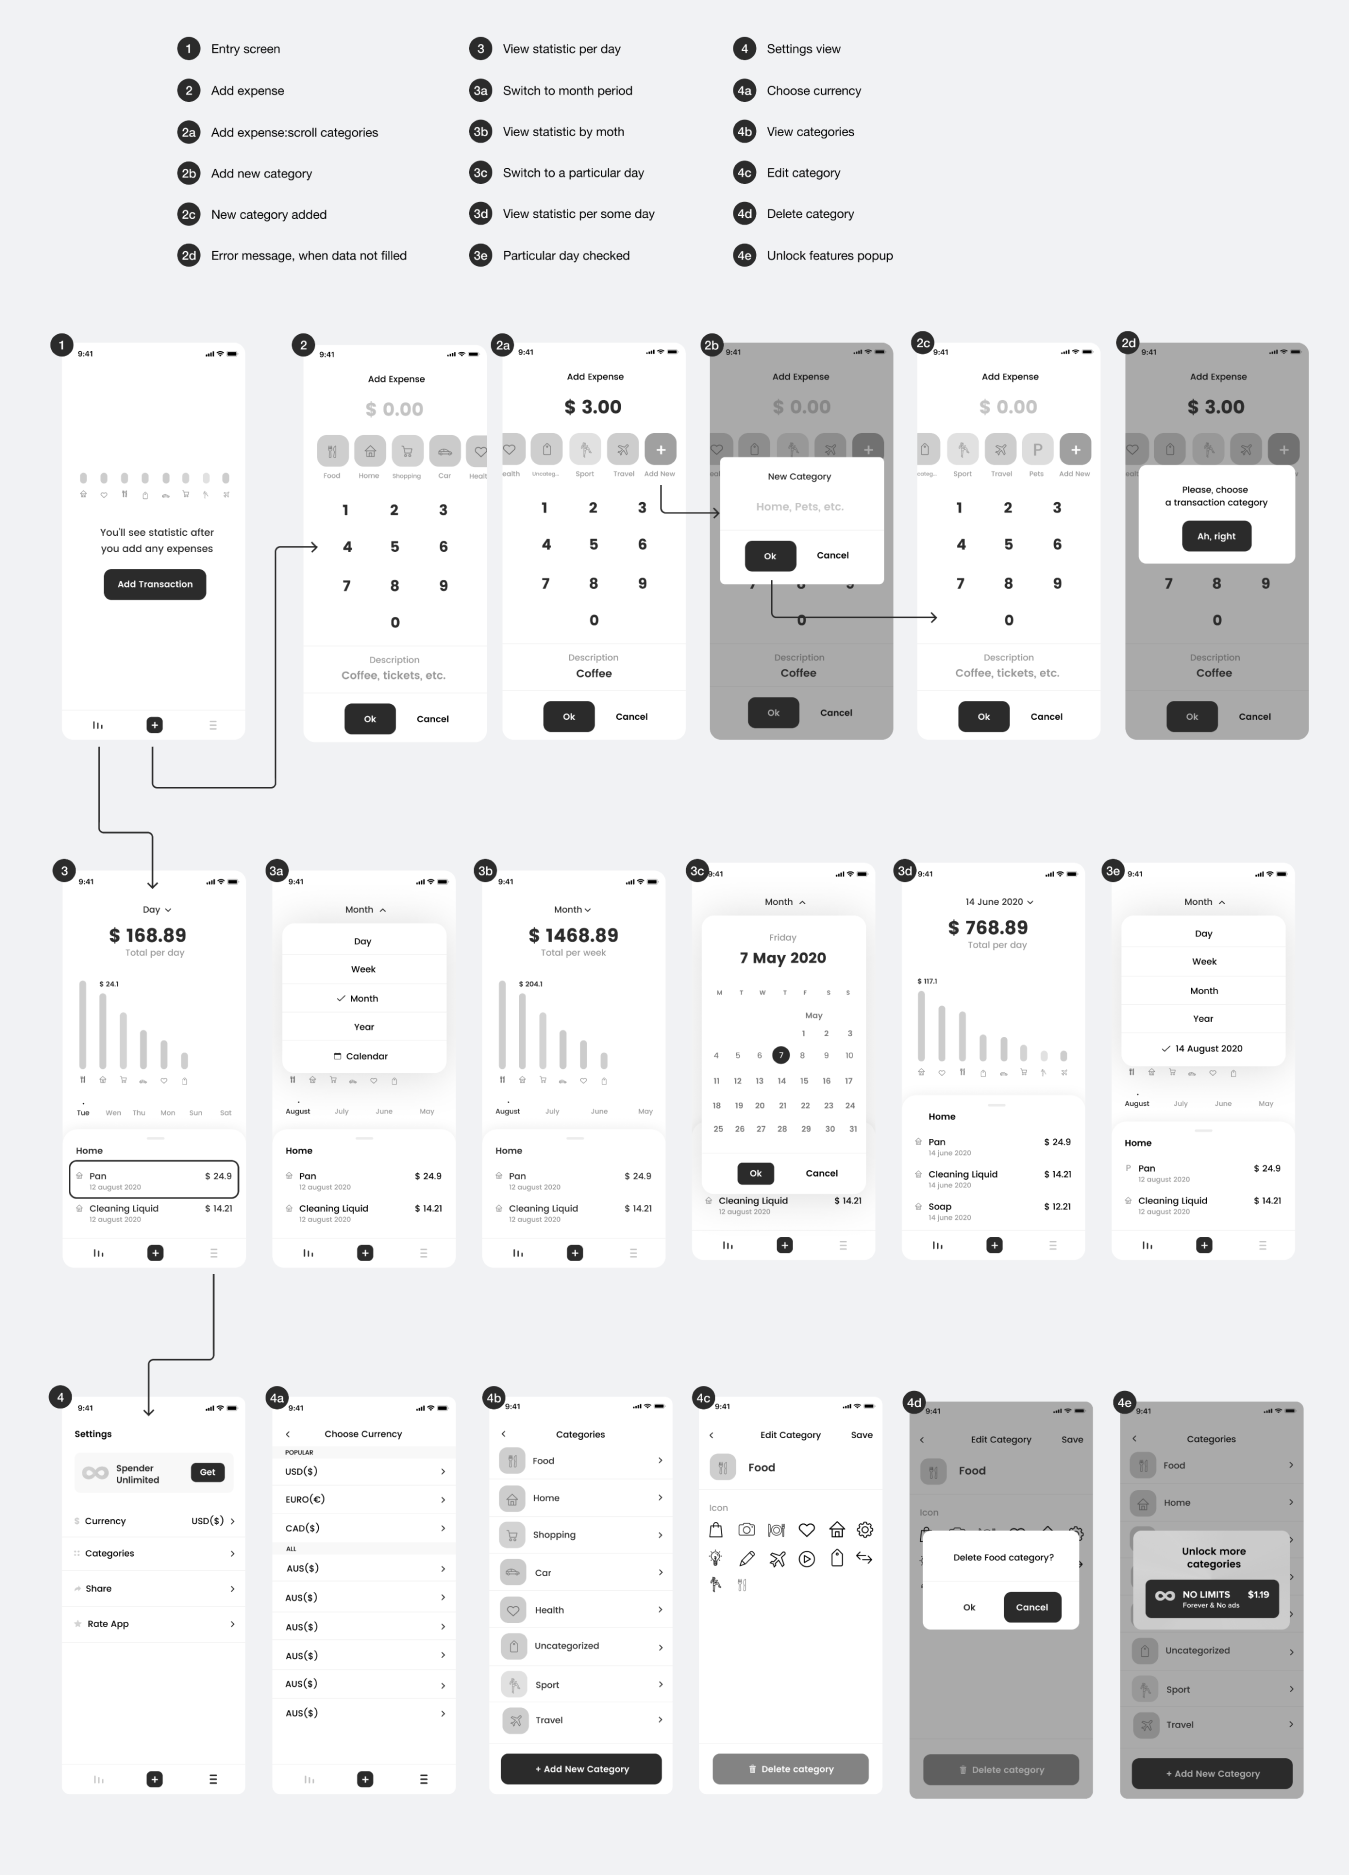 1 Entry screen
2 Add expense
2a Add expense:scroll categories
2b Add new category
2c New category added
2d Error message, when data not filled
3 View statistic per day
3a Switch to month period
3b View statistic by moth
3c Switch to a particular day
3d View statistic per some day
3e Particular day checked
4 Settings view
4a Choose currency
4b View categories
4c Edit category
4d Delete category
4e Unlock features popup
1
9:41
You'll see statistic after
you add any expenses
Add Transaction
2
9:41
Add Expense
$ 0.00
Food Home Shopping Car Healt
1 2 3
4 5 6
7 8 9
0
Description
Coffee, tickets, etc.
Ok Cancel
2a
9:41
Add Expense
$ 3.00
ealth Uncateg... Sport Travel Add New
1 2 3
4 5 6
7 8 9
0
Description
Coffee
Ok Cancel
2b
9:41
Add Expense
$ 0.00
New Category
Home, Pets, etc.
Ok Cancel
0
Description
Coffee
Ok Cancel
2c
9:41
Add Expense
$ 0.00
Sport Travel Pets Add New
P
1 2 3
4 5 6
7 8 9
0
Description
Coffee, tickets, etc.
Ok Cancel
2d
9:41
Add Expense
$ 3.00
Please, choose
a transaction category
Ah, right
7 8 9
0
Description
Coffee
Ok Cancel
3
9:41
Day
$ 168.89
Total per day
$ 24.1
Tue Wen Thu Mon Sun Sat
Home
Pan $ 24.9
12 august 2020
Cleaning Liquid $ 14.21
12 august 2020
3a
9:41
Month
Day
Week
Month
Year
Calendar
August July June May
Home
Pan $ 24.9
12 august 2020
Cleaning Liquid $ 14.21
12 august 2020
3b
9:41
Month
$ 1468.89
Total per week
$ 204.1
August July June May
Home
Pan $ 24.9
12 august 2020
Cleaning Liquid $ 14.21
12 august 2020
3c
9:41
Month
Friday
7 May 2020
M T W T F S S
May
1 2 3
4 5 6 7 8 9 10
11 12 13 14 15 16 17
18 19 20 21 22 23 24
25 26 27 28 29 30 31
Ok Cancel
Cleaning Liquid $ 14.21
12 august 2020
3d
9:41
14 June 2020
$ 768.89
Total per day
$ 117.1
Home
Pan $ 24.9
14 june 2020
Cleaning Liquid $ 14.21
14 june 2020
Soap $ 12.21
14 june 2020
3e
9:41
Month
Day
Week
Month
Year
14 August 2020
August July June May
Home
P Pan $ 24.9
12 august 2020
Cleaning Liquid $ 14.21
12 august 2020
4
9:41
Settings
Spender
Unlimited
Get
$ Currency USD($)
Categories
Share
Rate App
4a
9:41
Choose Currency
POPULAR
USD($)
EURO(€)
CAD($)
ALL
AUS($)
AUS($)
AUS($)
AUS($)
AUS($)
AUS($)
4b
9:41
Categories
Food
Home
Shopping
Car
Health
Uncategorized
Sport
Travel
+ Add New Category
4c
9:41
Edit Category Save
Food
Icon
Delete category
4d
9:41
Edit Category Save
Food
Icon
Delete Food category?
Ok Cancel
Delete category
4e
9:41
Categories
Food
Home
Unlock more
categories
NO LIMITS $1.19
Forever & No ads
Uncategorized
Sport
Travel
+ Add New Category